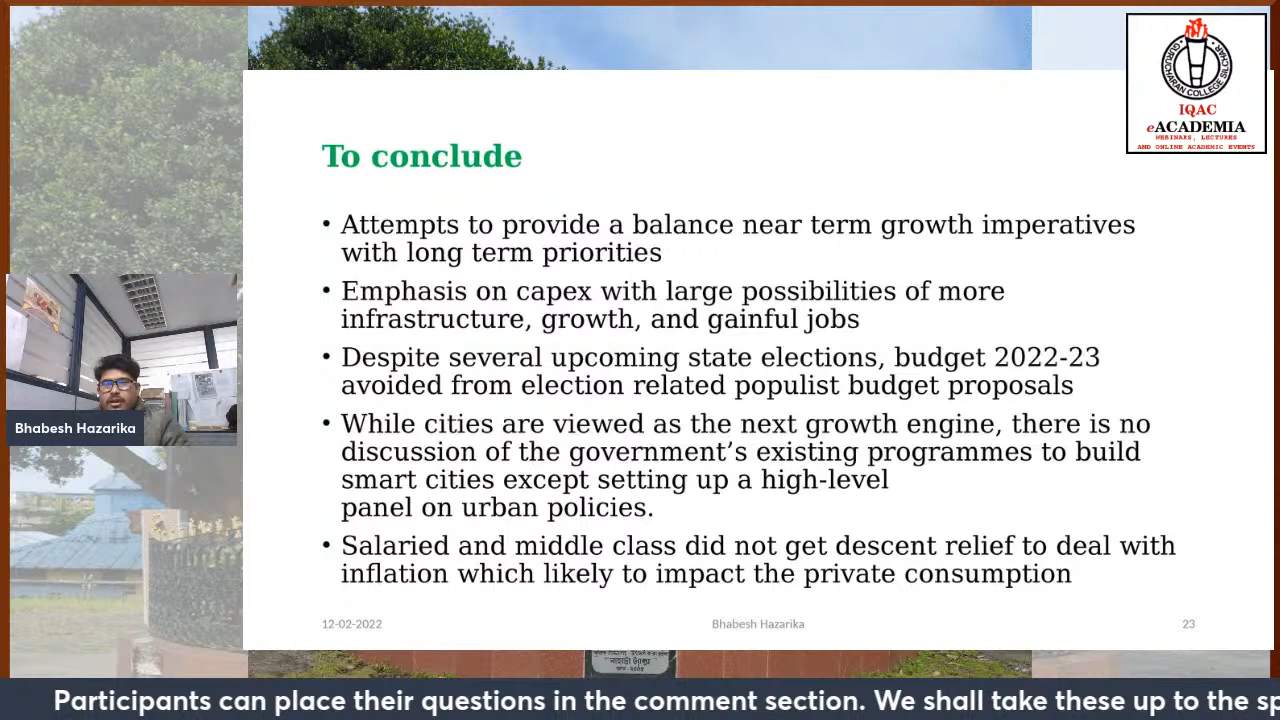 GURUCHARAN COLLEGE SILCHAR
IQAC
eACADEMIA
WEBINARS, LECTURES
AND ONLINE ACADEMIC EVENTS
To conclude
• Attempts to provide a balance near term growth imperatives
with long term priorities
• Emphasis on capex with large possibilities of more
infrastructure, growth, and gainful jobs
• Despite several upcoming state elections, budget 2022-23
avoided from election related populist budget proposals
• While cities are viewed as the next growth engine, there is no
discussion of the government’s existing programmes to build
smart cities except setting up a high-level
panel on urban policies.
• Salaried and middle class did not get descent relief to deal with
inflation which likely to impact the private consumption
12-02-2022
Bhabesh Hazarika
23
Bhabesh Hazarika
Participants can place their questions in the comment section. We shall take these up to the sp